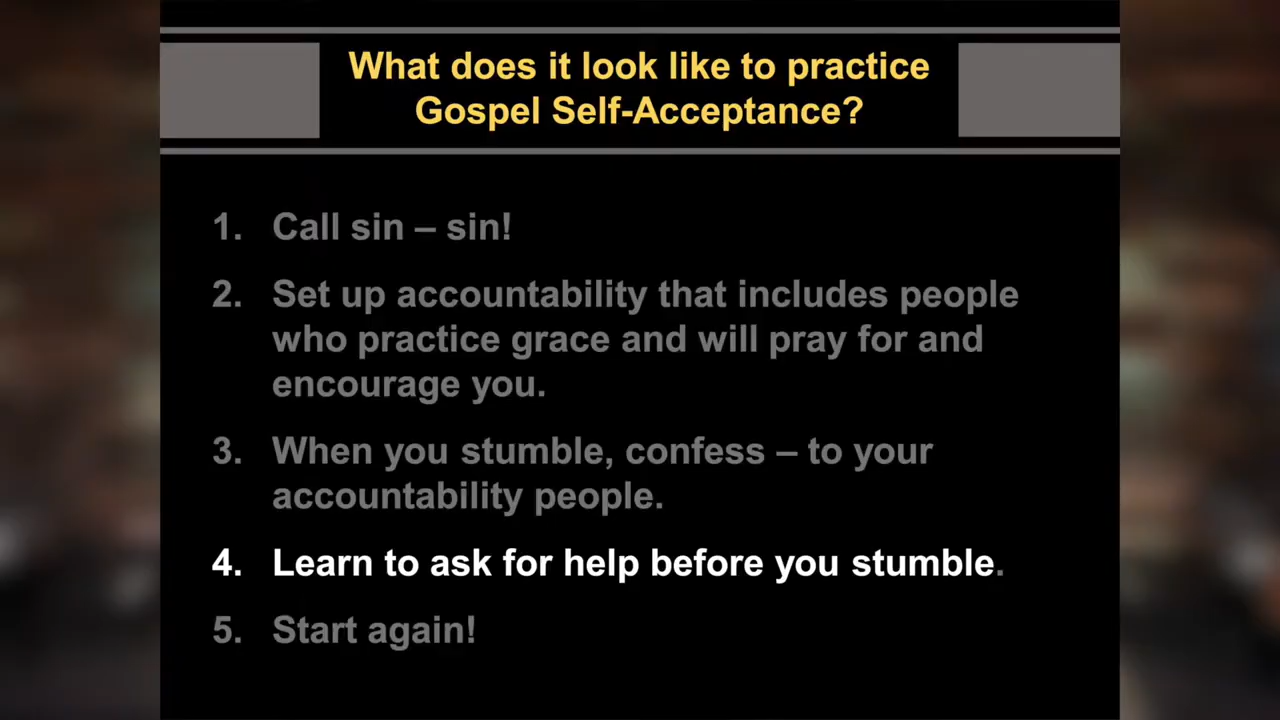 What does it look like to practice
Gospel Self-Acceptance?
1. Call sin – sin!
2. Set up accountability that includes people
who practice grace and will pray for and
encourage you.
3. When you stumble, confess – to your
accountability people.
4. Learn to ask for help before you stumble.
5. Start again!